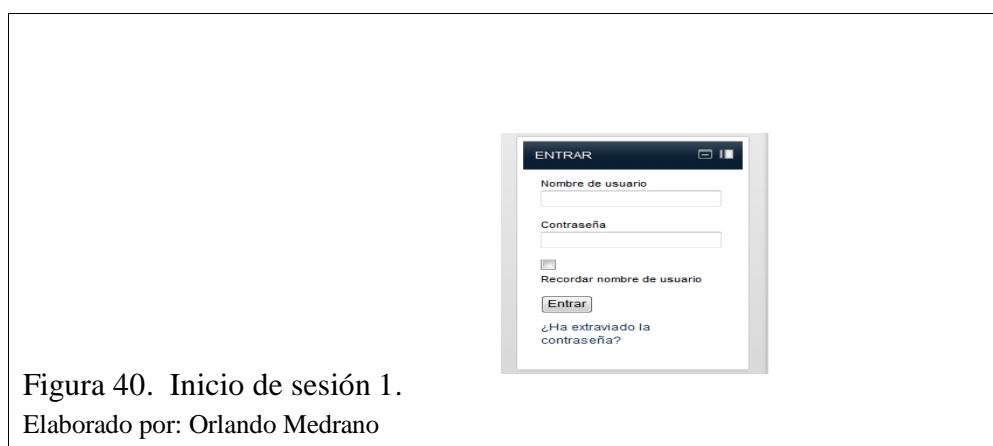 ENTRAR
Nombre de usuario
Contraseña
Recordar nombre de usuario
Entrar
¿Ha extraviado la
contraseña?
Figura 40. Inicio de sesión 1.
Elaborado por: Orlando Medrano